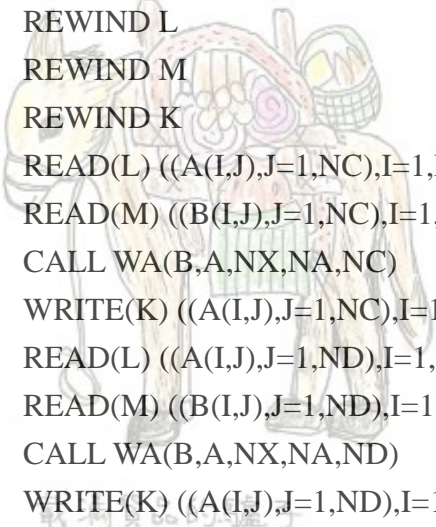 REWIND L
REWIND M
REWIND K
READ(L) ((A(I,J),J=1,NC),I=1,
READ(M) ((B(I,J),J=1,NC),I=1,
CALL WA(B,A,NX,NA,NC)
WRITE(K) ((A(I,J),J=1,NC),I=1
READ(L) ((A(I,J),J=1,ND),I=1,
READ(M) ((B(I,J),J=1,ND),I=1
CALL WA(B,A,NX,NA,ND)
WRITE(K) ((A(I,J),J=1,ND),I=1